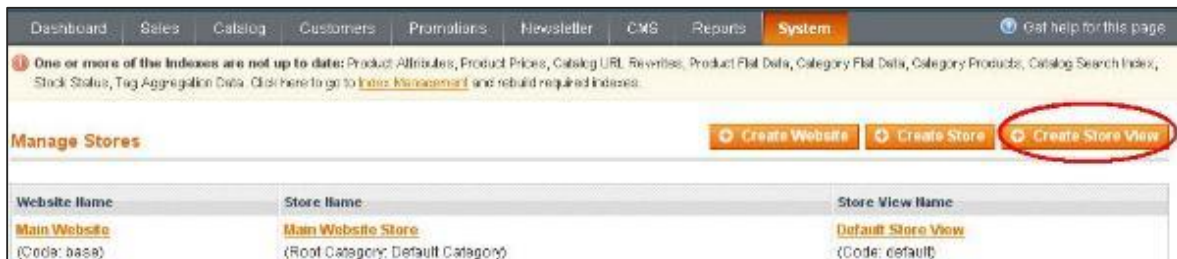 Dashboard Sales Catalog Customers Promotions Newsletter CMS Reports System Get help for this page
One or more of the Indexes are not up to date: Product Attributes, Product Prices, Catalog URL Rewrites, Product Flat Data, Category Flat Data, Category Products, Catalog Search Index,
Stock Status, Tag Aggregation Data. Click here to go to Index Management and rebuild required indexes.
Manage Stores Create Website Create Store Create Store View
Website Name Store Name Store View Name
Main Website Main Website Store Default Store View
(Code: base) (Root Category: Default Category) (Code: default)